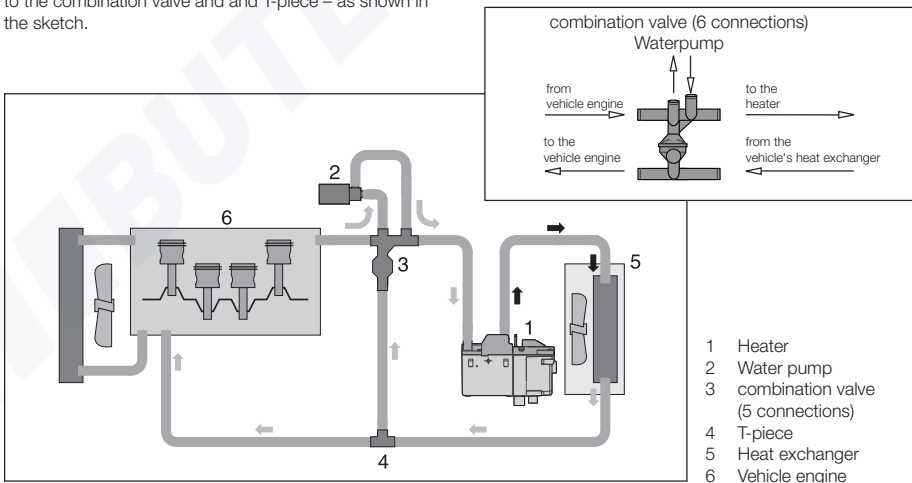 to the combination valve and and T-piece – as shown in
the sketch.
combination valve (6 connections)
Waterpump
from
vehicle engine
to the
heater
to the
vehicle engine
from the
vehicle's heat exchanger
2
6
3
5
1
4
1 Heater
2 Water pump
3 combination valve
(5 connections)
4 T-piece
5 Heat exchanger
6 Vehicle engine